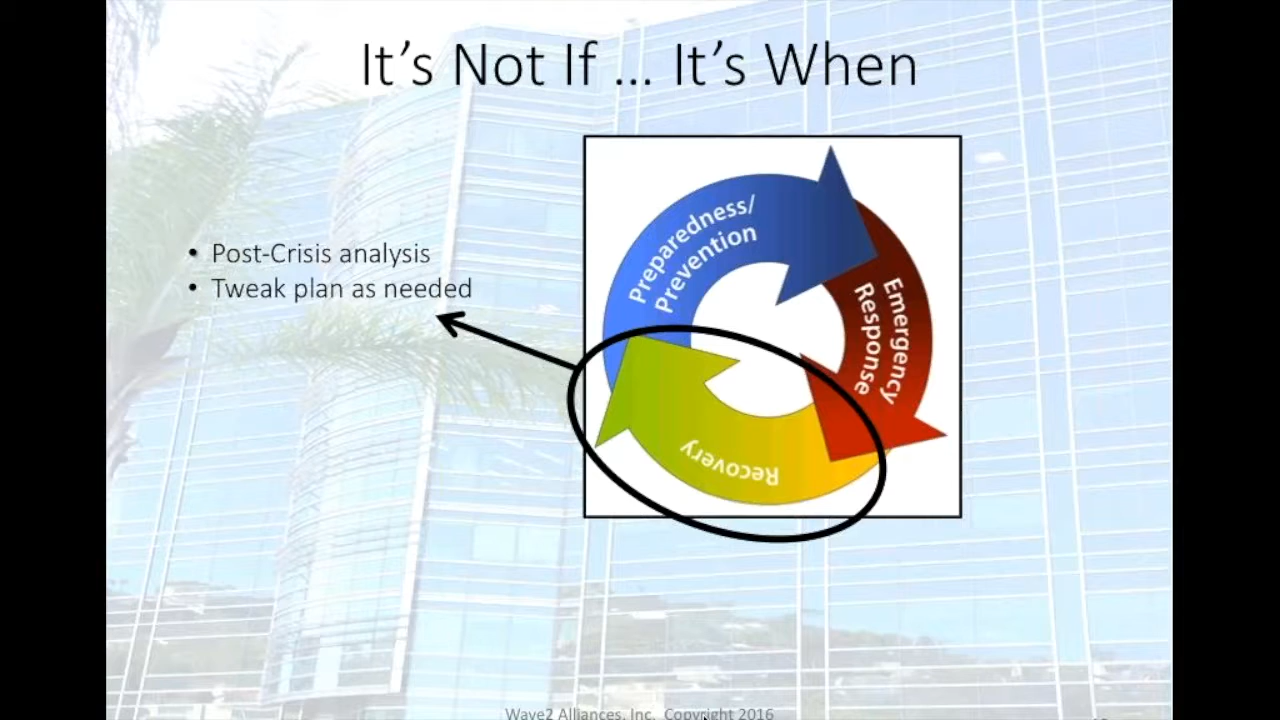 It's Not If ... It's When
• Post-Crisis analysis
• Tweak plan as needed
Preparedness/
Prevention
Emergency
Response
Recovery
Wave2 Alliances, Inc. Copyright 2016